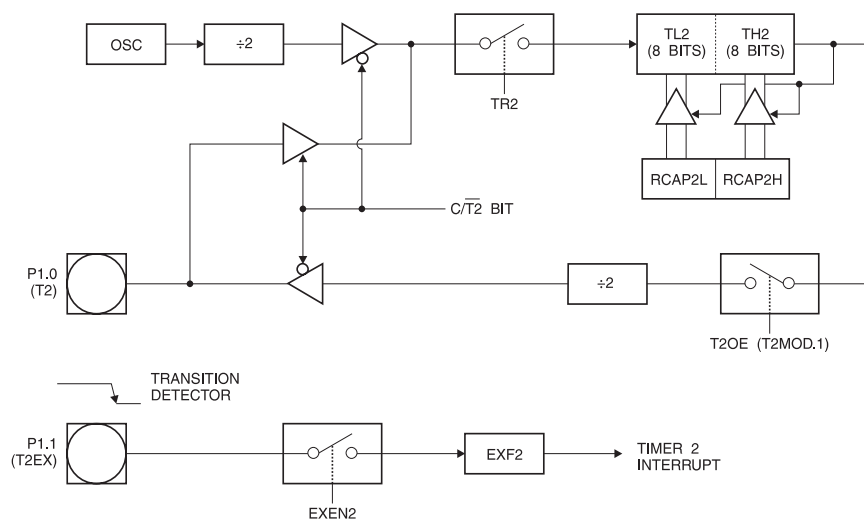 OSC
÷2
TR2
TL2
(8 BITS)
TH2
(8 BITS)
RCAP2L
RCAP2H
C/T2 BIT
P1.0
(T2)
÷2
T2OE (T2MOD.1)
TRANSITION
DETECTOR
P1.1
(T2EX)
EXEN2
EXF2
TIMER 2
INTERRUPT